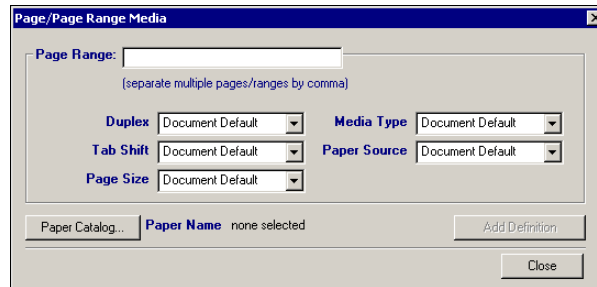 Page/Page Range Media
Page Range:
(separate multiple pages/ranges by comma)
Duplex Document Default Media Type Document Default
Tab Shift Document Default Paper Source Document Default
Page Size Document Default
Paper Catalog... Paper Name none selected Add Definition
Close